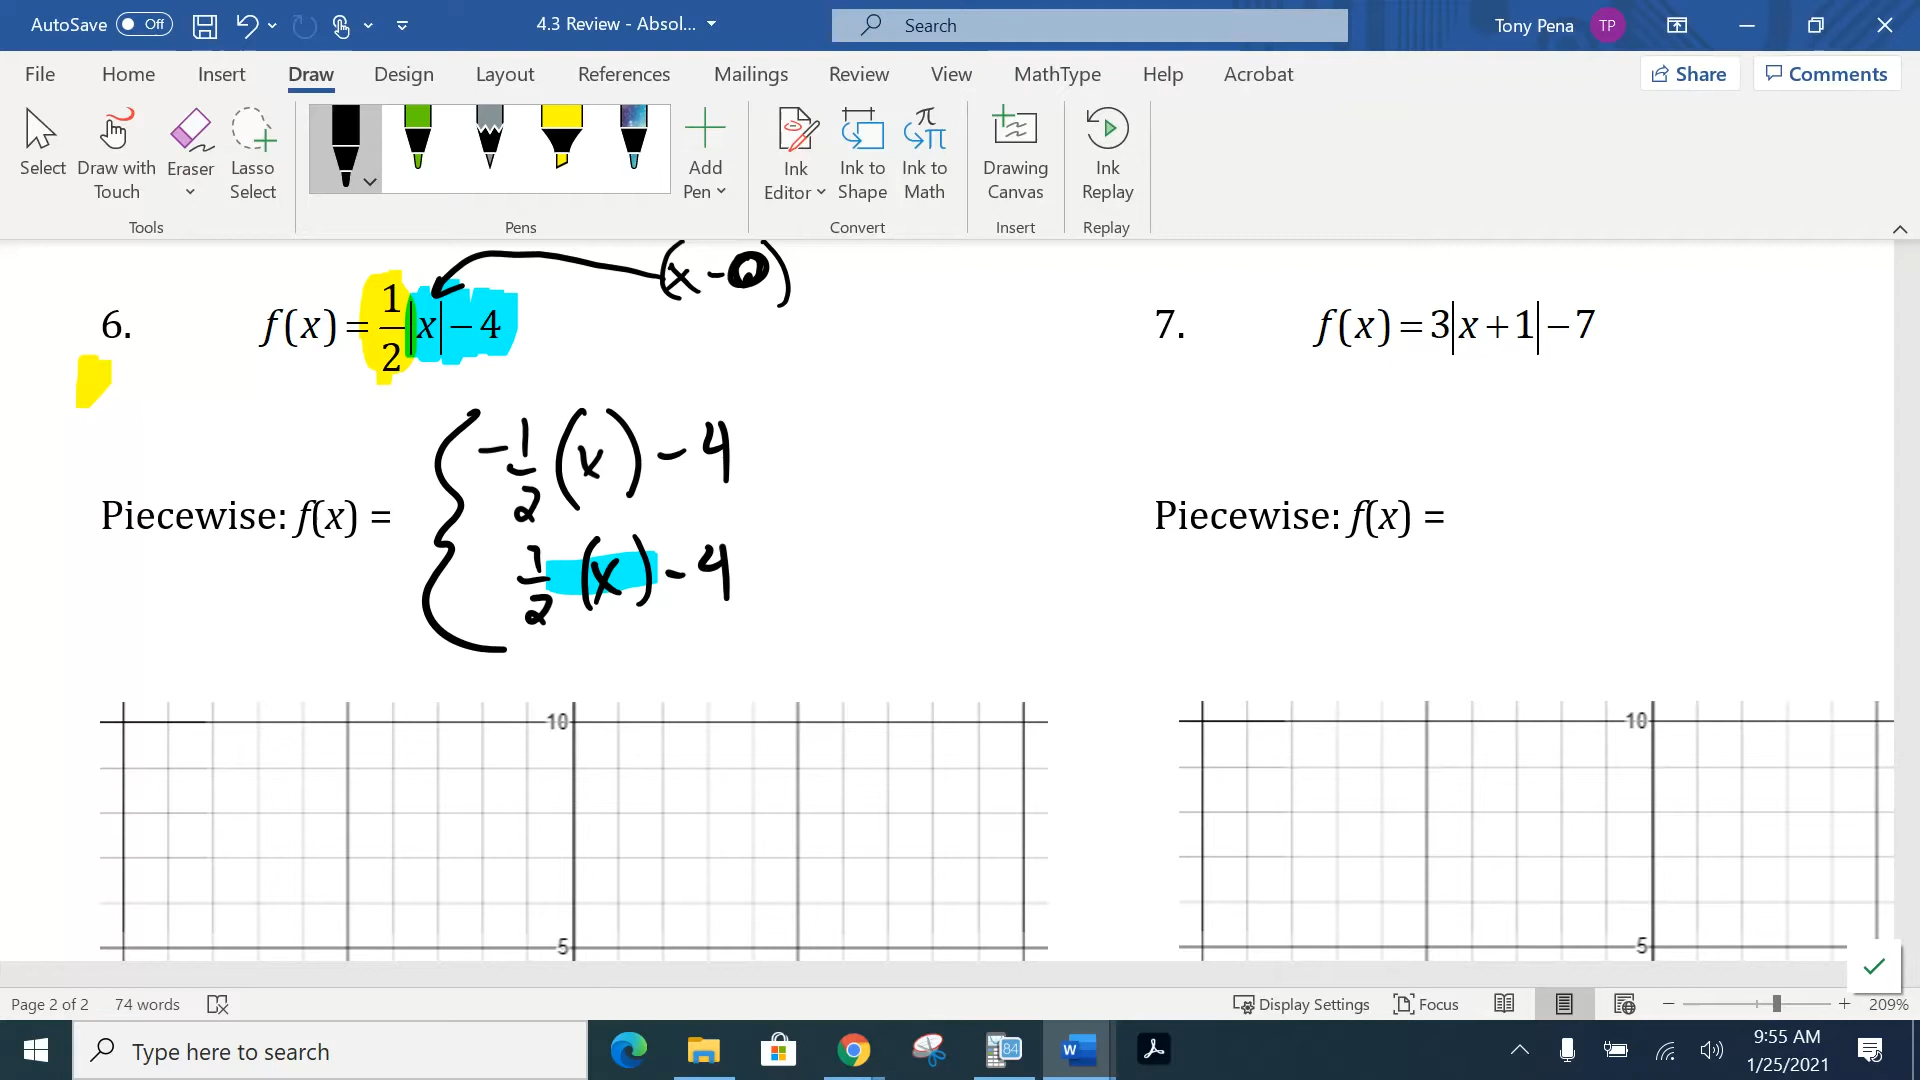 AutoSave Off 4.3 Review - Absol... Search Tony Pena TP
File Home Insert Draw Design Layout References Mailings Review View MathType Help Acrobat Share Comments
Select Draw with Touch Eraser Lasso Select Add Pen Ink Editor Ink to Shape Ink to Math Drawing Canvas Ink Replay
Tools Pens Convert Insert Replay
(x - 0)
6. f(x) = 1/2|x| - 4 7. f(x) = 3|x + 1| - 7
-1/2 (x) - 4
Piecewise: f(x) = Piecewise: f(x) =
1/2 (x) - 4
10 10
5 5
Page 2 of 2 74 words Display Settings Focus 209%
Type here to search 84 W 9:55 AM
1/25/2021